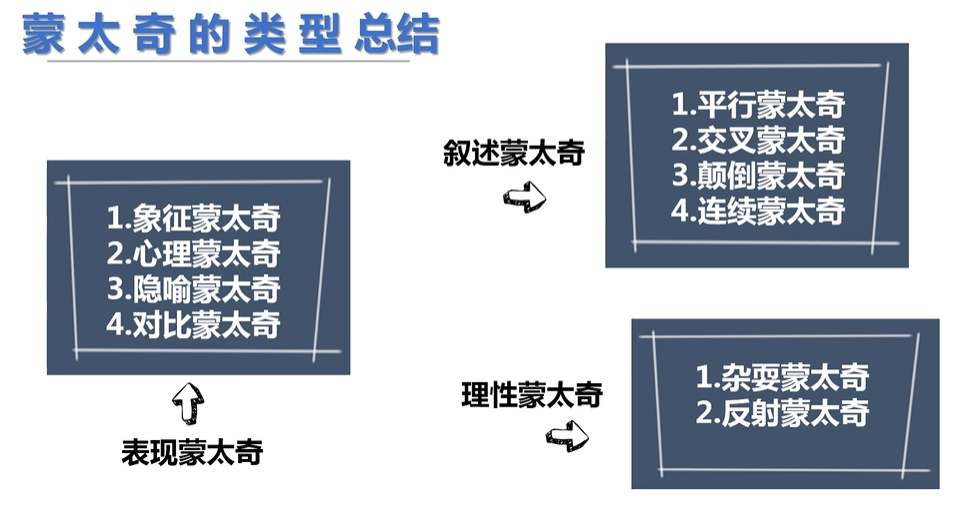 蒙太奇的类型总结
叙述蒙太奇
1.平行蒙太奇
2.交叉蒙太奇
3.颠倒蒙太奇
4.连续蒙太奇
1.象征蒙太奇
2.心理蒙太奇
3.隐喻蒙太奇
4.对比蒙太奇
表现蒙太奇
理性蒙太奇
1.杂耍蒙太奇
2.反射蒙太奇